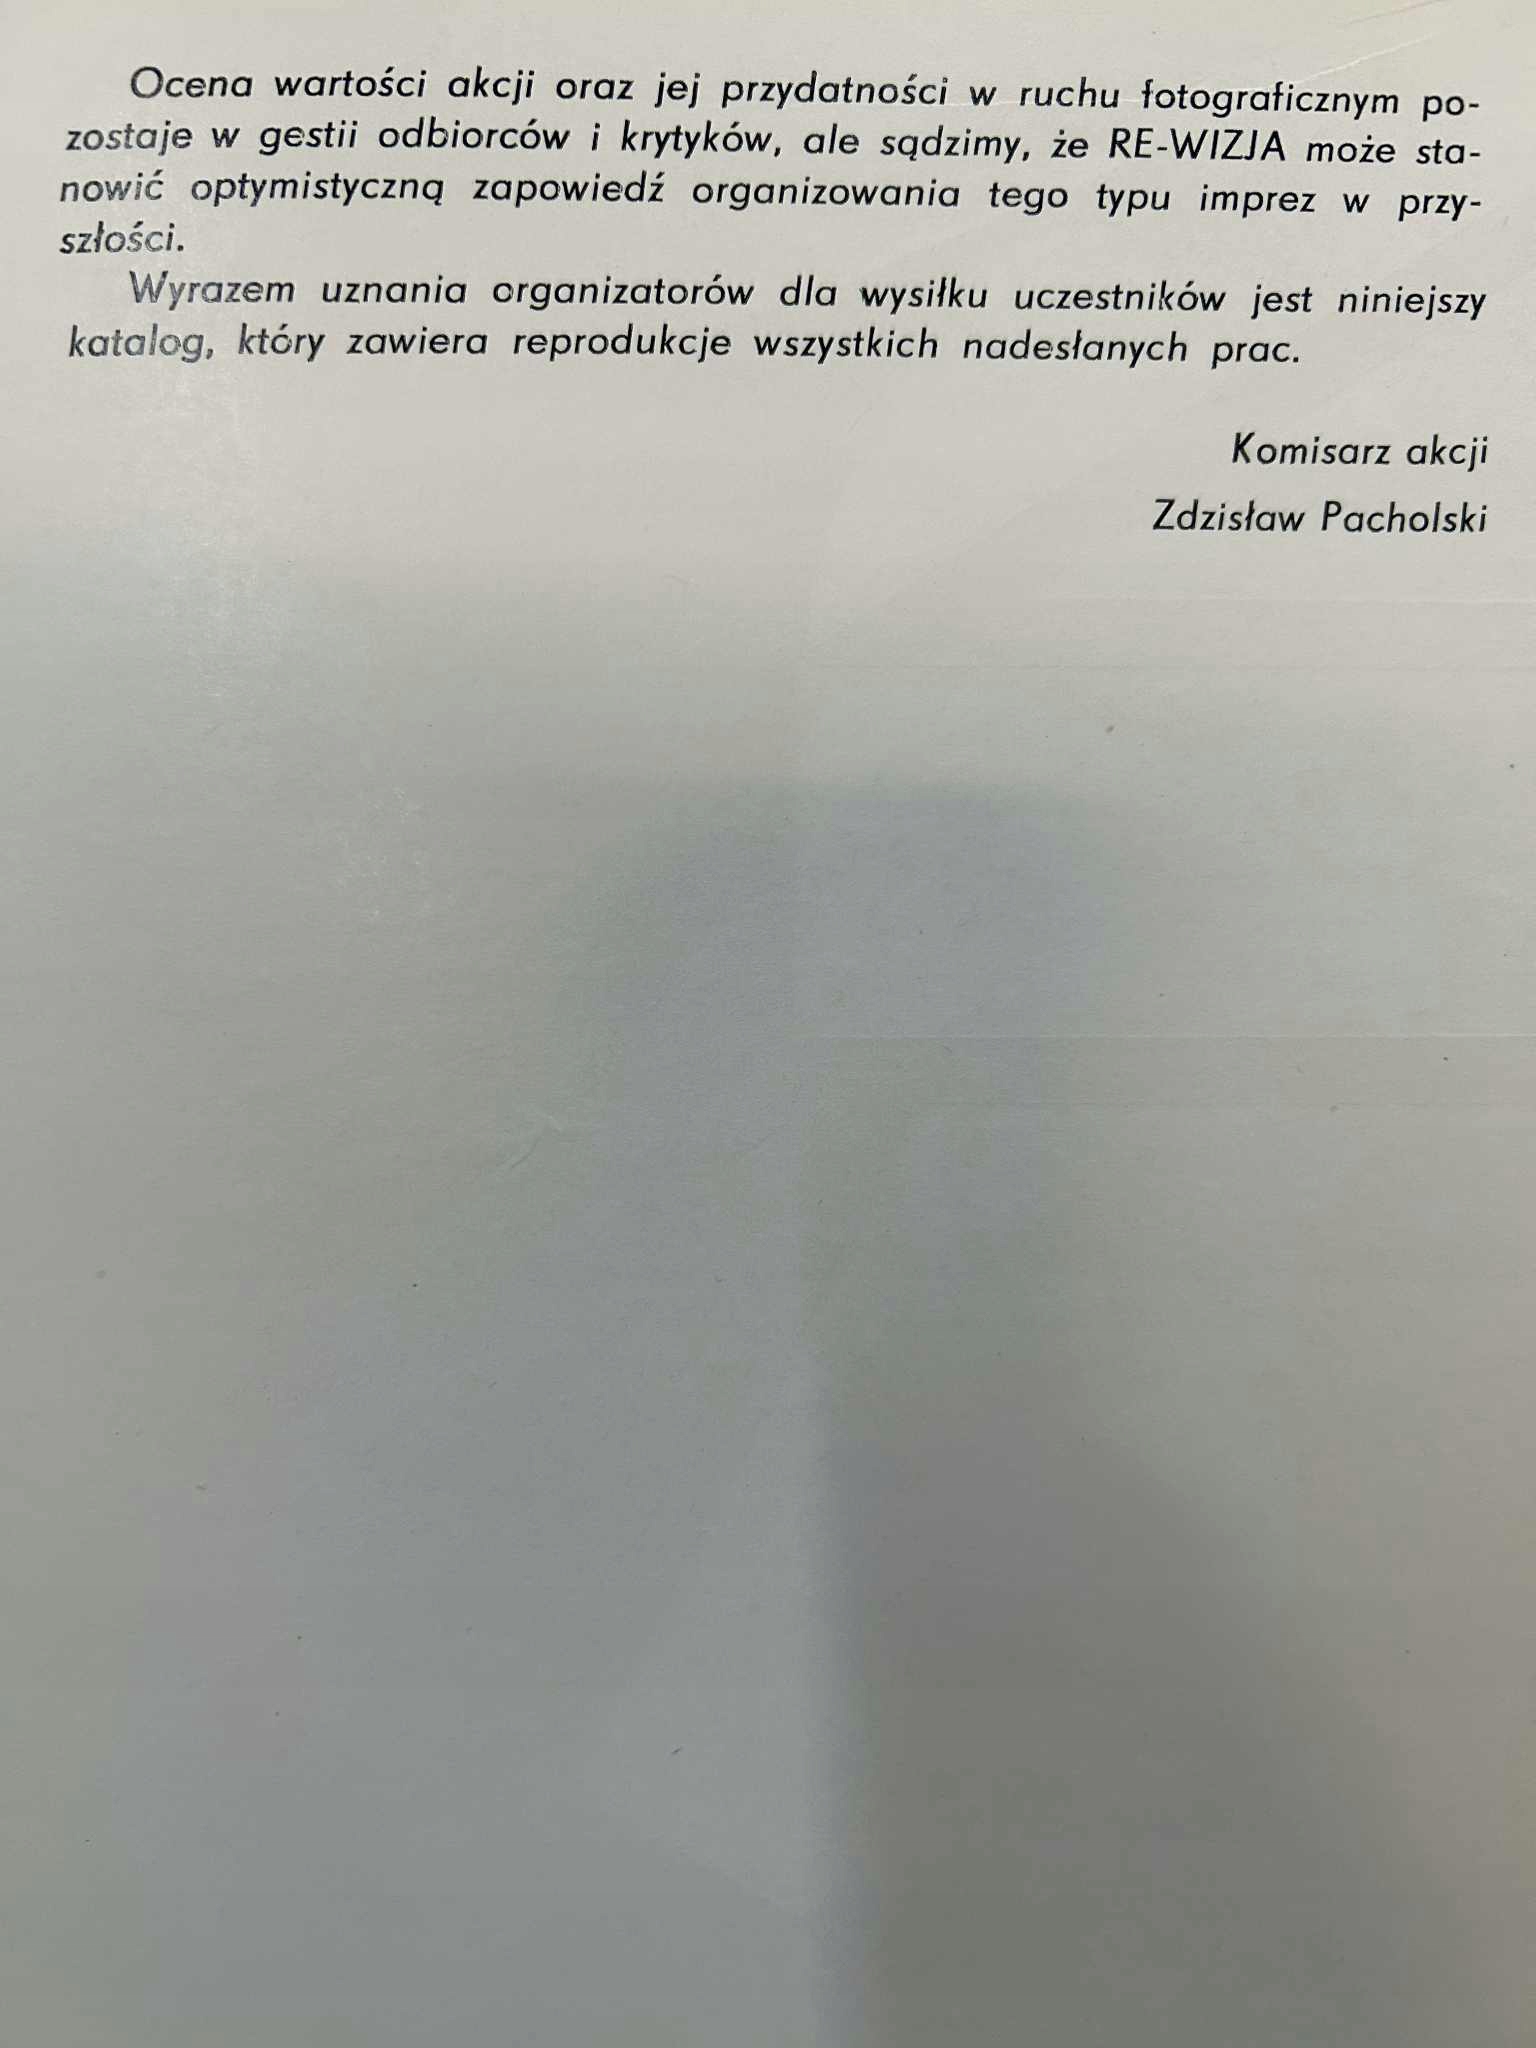 Ocena wartości akcji oraz jej przydatności w ruchu fotograficznym po-
zostaje w gestii odbiorców i krytyków, ale sądzimy, że RE-WIZJA może sta-
nowić optymistyczną zapowiedź organizowania tego typu imprez w przy-
szłości.
Wyrazem uznania organizatorów dla wysiłku uczestników jest niniejszy
katalog, który zawiera reprodukcje wszystkich nadesłanych prac.
Komisarz akcji
Zdzisław Pacholski